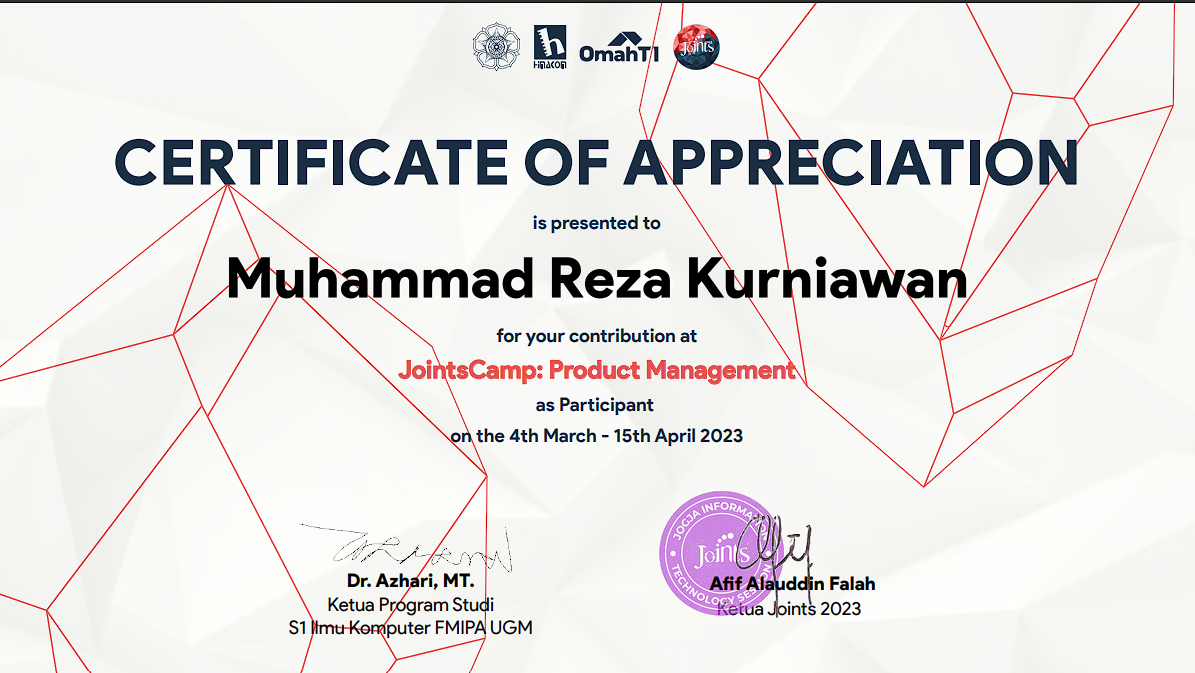 HIMAKOM
OmahTI
Joints
CERTIFICATE OF APPRECIATION
is presented to
Muhammad Reza Kurniawan
for your contribution at
JointsCamp: Product Management
as Participant
on the 4th March - 15th April 2023
JOGJA INFORMATION
Joints
TECHNOLOGY SESSION
Dr. Azhari, MT.
Ketua Program Studi
S1 Ilmu Komputer FMIPA UGM
Afif Alauddin Falah
Ketua Joints 2023